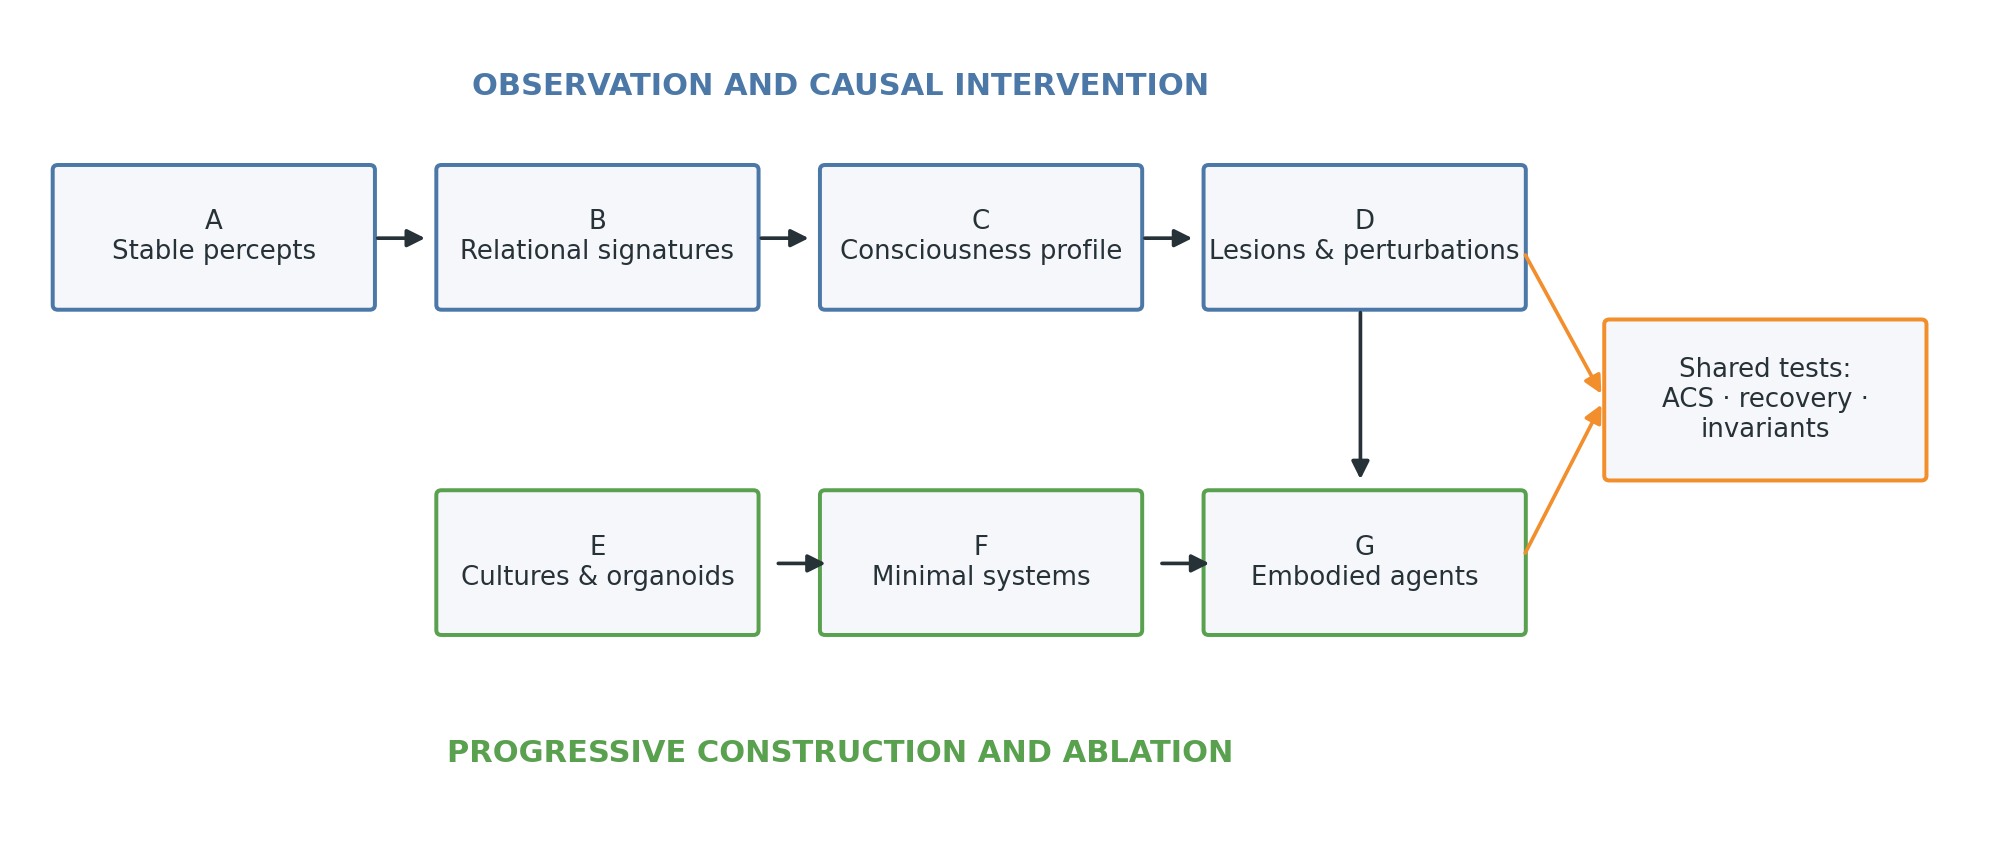 OBSERVATION AND CAUSAL INTERVENTION
A
Stable percepts
B
Relational signatures
C
Consciousness profile
D
Lesions & perturbations
Shared tests:
ACS · recovery ·
invariants
E
Cultures & organoids
F
Minimal systems
G
Embodied agents
PROGRESSIVE CONSTRUCTION AND ABLATION